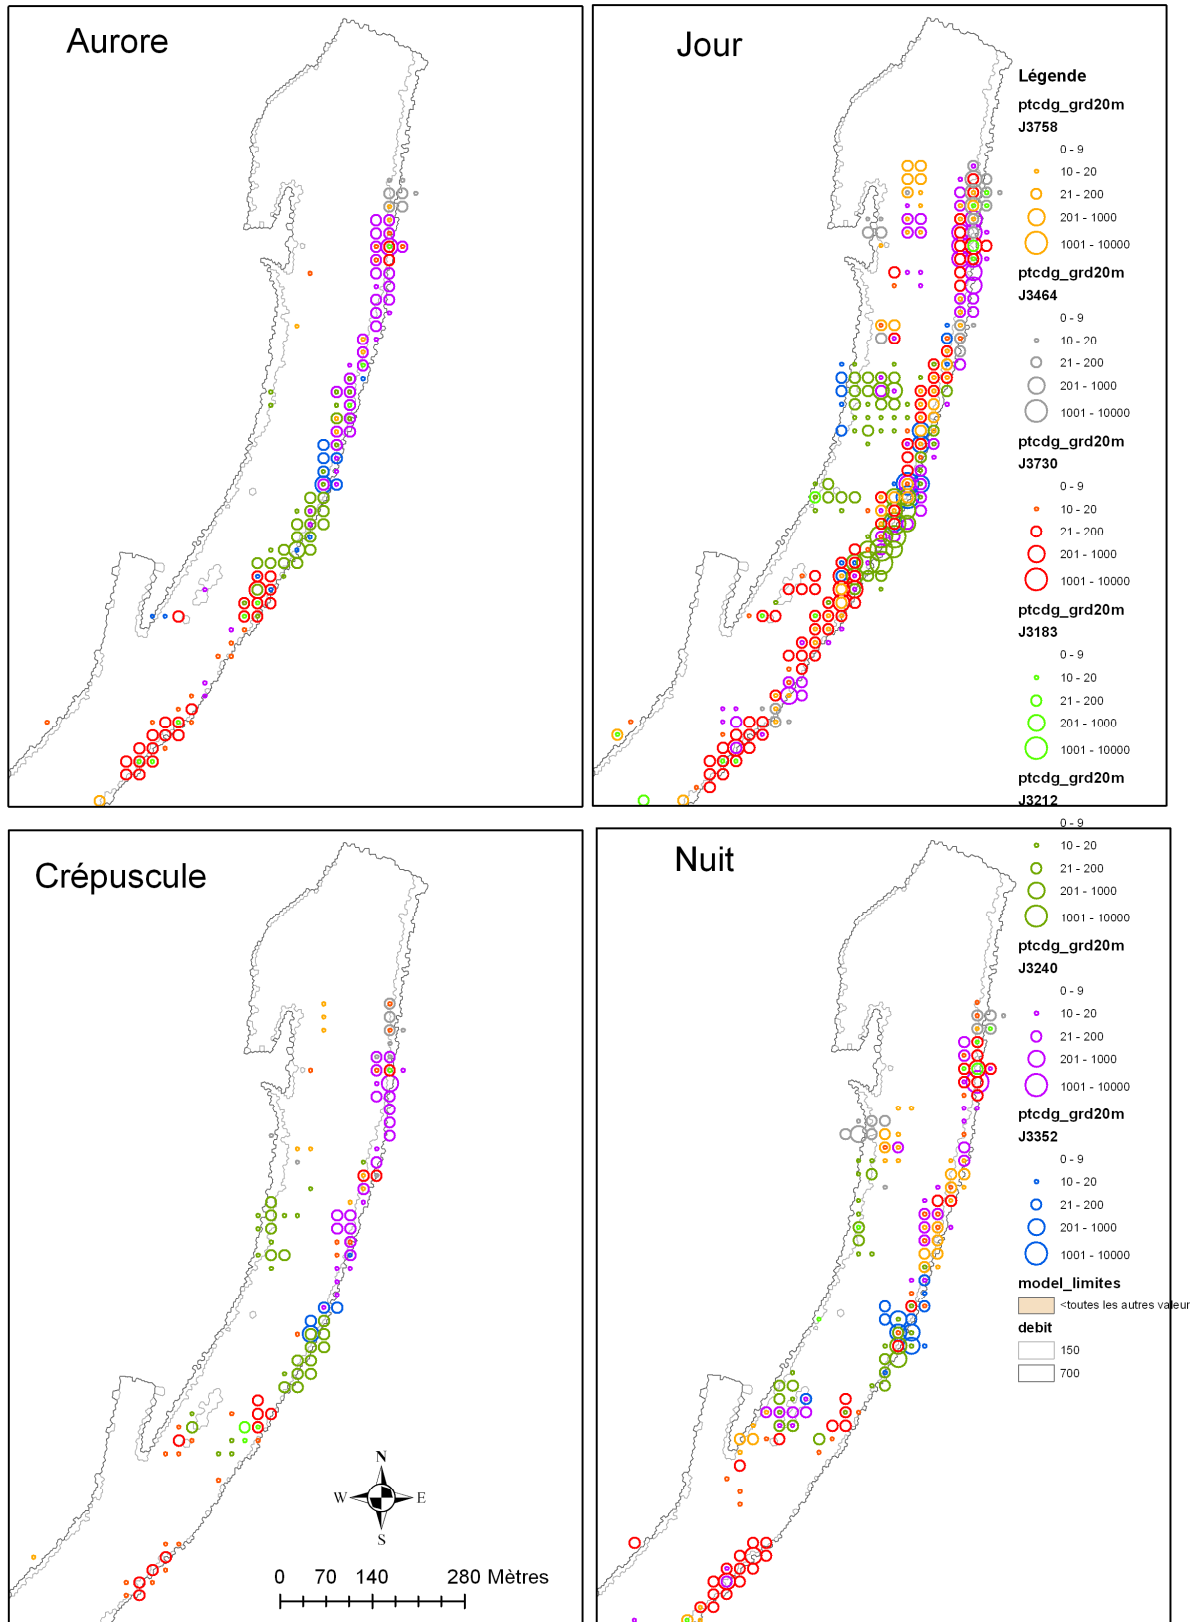 Aurore
Jour
Légende
ptcdg_grd20m
J3758
0 - 9
10 - 20
21 - 200
201 - 1000
1001 - 10000
ptcdg_grd20m
J3464
0 - 9
10 - 20
21 - 200
201 - 1000
1001 - 10000
ptcdg_grd20m
J3730
0 - 9
10 - 20
21 - 200
201 - 1000
1001 - 10000
ptcdg_grd20m
J3183
0 - 9
10 - 20
21 - 200
201 - 1000
1001 - 10000
ptcdg_grd20m
J3212
0 - 9
10 - 20
21 - 200
201 - 1000
1001 - 10000
ptcdg_grd20m
J3240
0 - 9
10 - 20
21 - 200
201 - 1000
1001 - 10000
ptcdg_grd20m
J3352
0 - 9
10 - 20
21 - 200
201 - 1000
1001 - 10000
model_limites
<toutes les autres valeur
debit
150
700
Crépuscule
Nuit
N
W E
S
0 70 140 280 Mètres